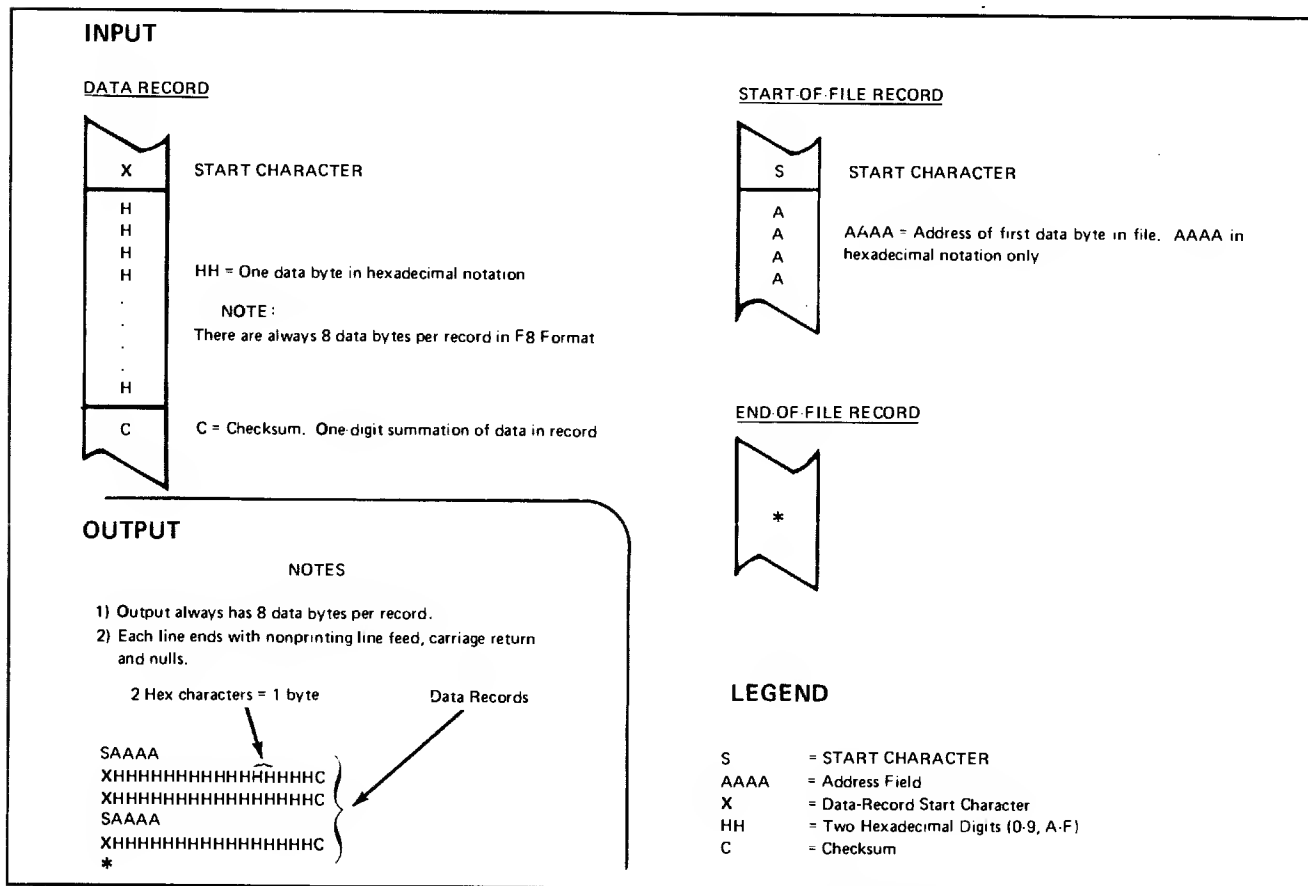 INPUT
DATA RECORD
X
START CHARACTER
H
H
H
H
HH = One data byte in hexadecimal notation
NOTE:
There are always 8 data bytes per record in F8 Format
.
.
.
.
H
C
C = Checksum. One-digit summation of data in record
START-OF-FILE RECORD
S
START CHARACTER
A
A
A
A
AAAA = Address of first data byte in file. AAAA in
hexadecimal notation only
END-OF-FILE RECORD
*
OUTPUT
NOTES
1) Output always has 8 data bytes per record.
2) Each line ends with nonprinting line feed, carriage return
and nulls.
2 Hex characters = 1 byte
Data Records
SAAAA
XHHHHHHHHHHHHHHHHC
XHHHHHHHHHHHHHHHHC
SAAAA
XHHHHHHHHHHHHHHHHC
*
LEGEND
S = START CHARACTER
AAAA = Address Field
X = Data-Record Start Character
HH = Two Hexadecimal Digits (0-9, A-F)
C = Checksum